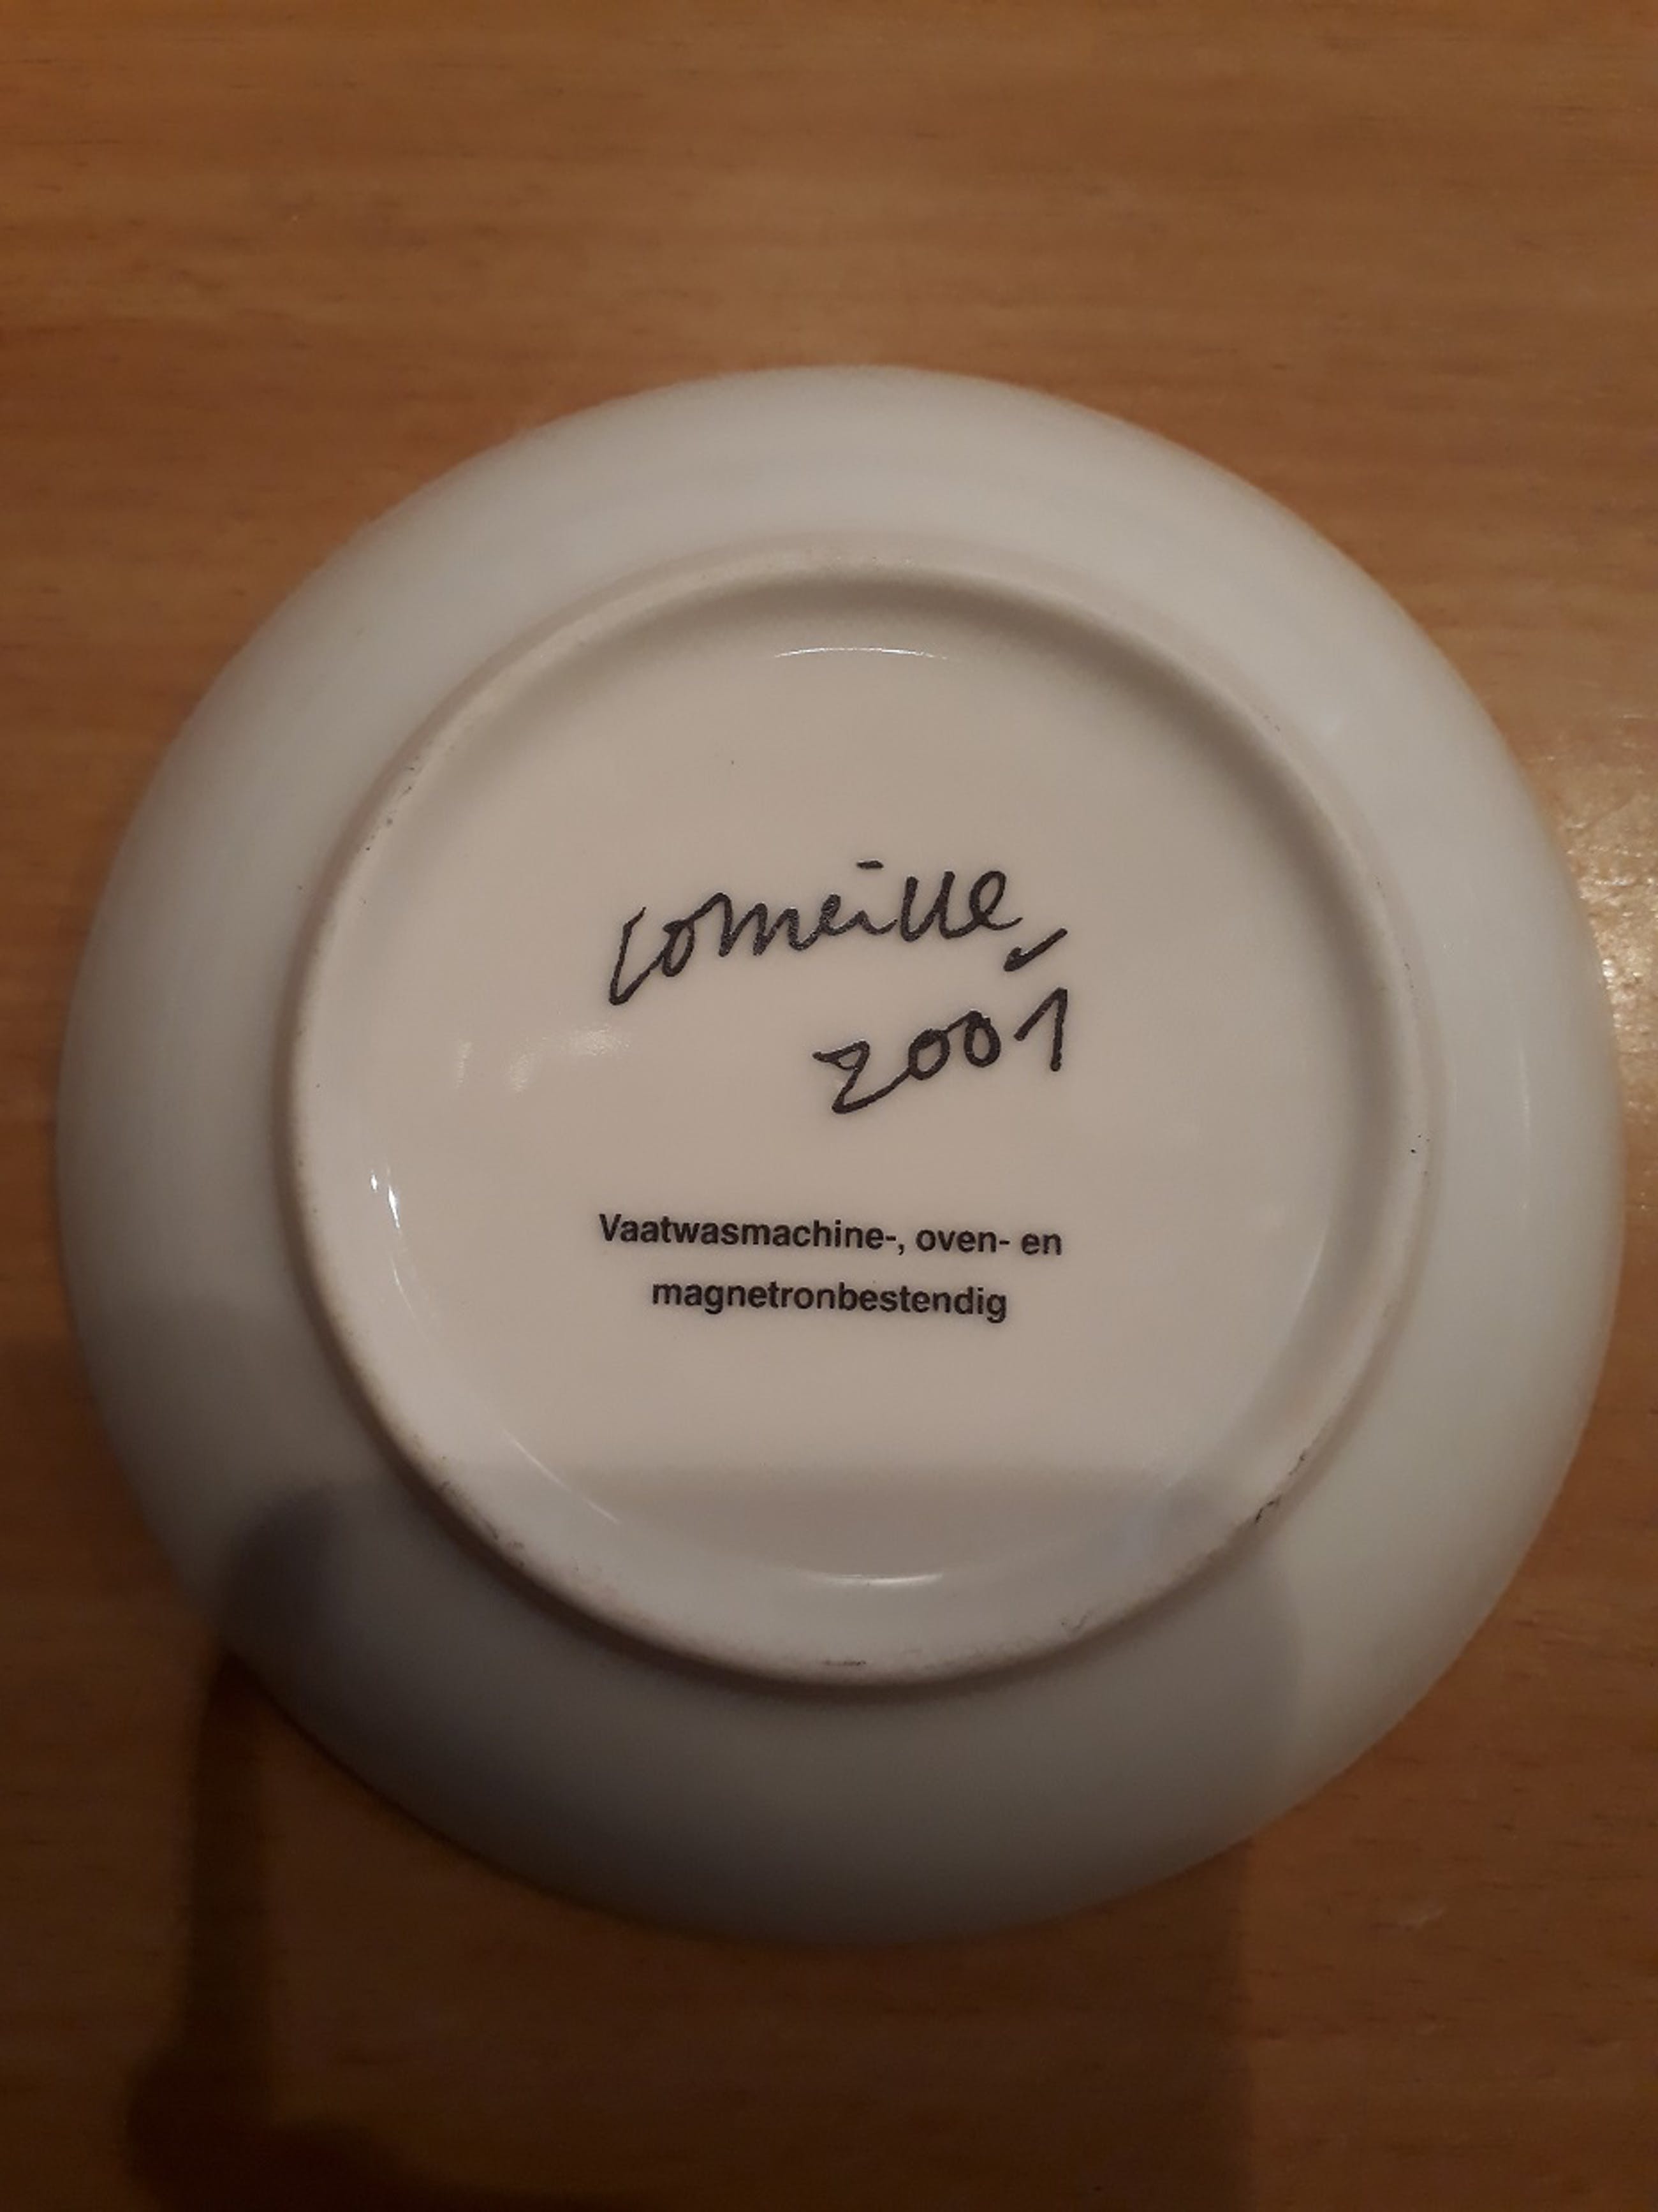 Corneille
2001
Vaatwasmachine-, oven- en
magnetronbestendig